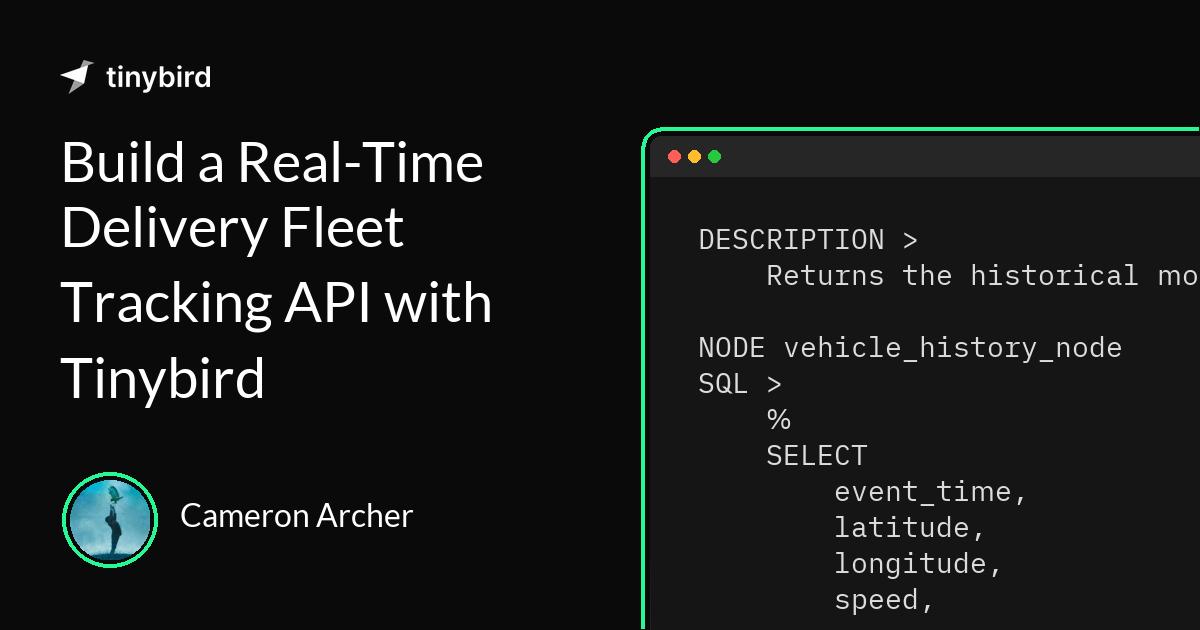 tinybird
Build a Real-Time
Delivery Fleet
Tracking API with
Tinybird
Cameron Archer
DESCRIPTION >
Returns the historical mo
NODE vehicle_history_node
SQL >
%
SELECT
event_time,
latitude,
longitude,
speed,